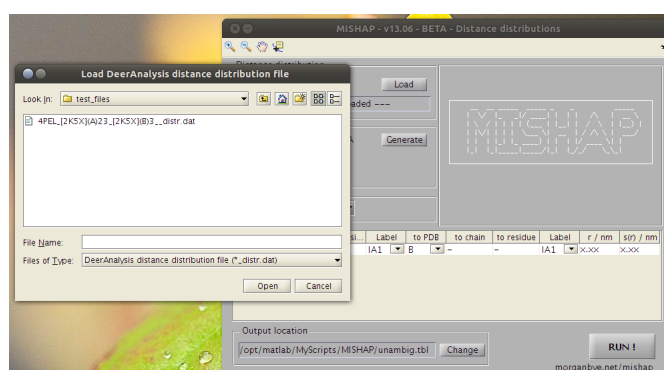 MISHAP - v13.06 - BETA - Distance distributions
Load DeerAnalysis distance distribution file
Look In: test_files
4PEL_[2K5X](A)23_[2K5X](B)3__distr.dat
File Name:
Files of Type: DeerAnalysis distance distribution file (*_distr.dat)
Open Cancel
Load
aded ---
Generate
MISHAP
si... Label to PDB to chain to residue Label r / nm s(r) / nm
IA1 B - - IA1 x.xx x.xx
Output location
/opt/matlab/MyScripts/MISHAP/unambig.tbl Change
RUN !
morganbye.net/mishap